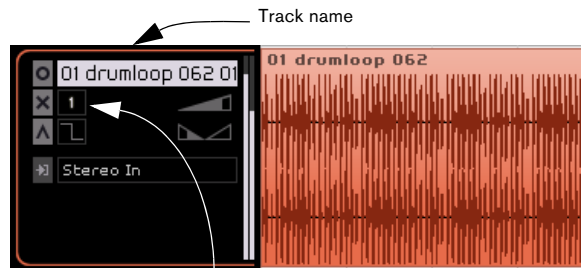 Track name
01 drumloop 062 01
01 drumloop 062
1
Stereo In